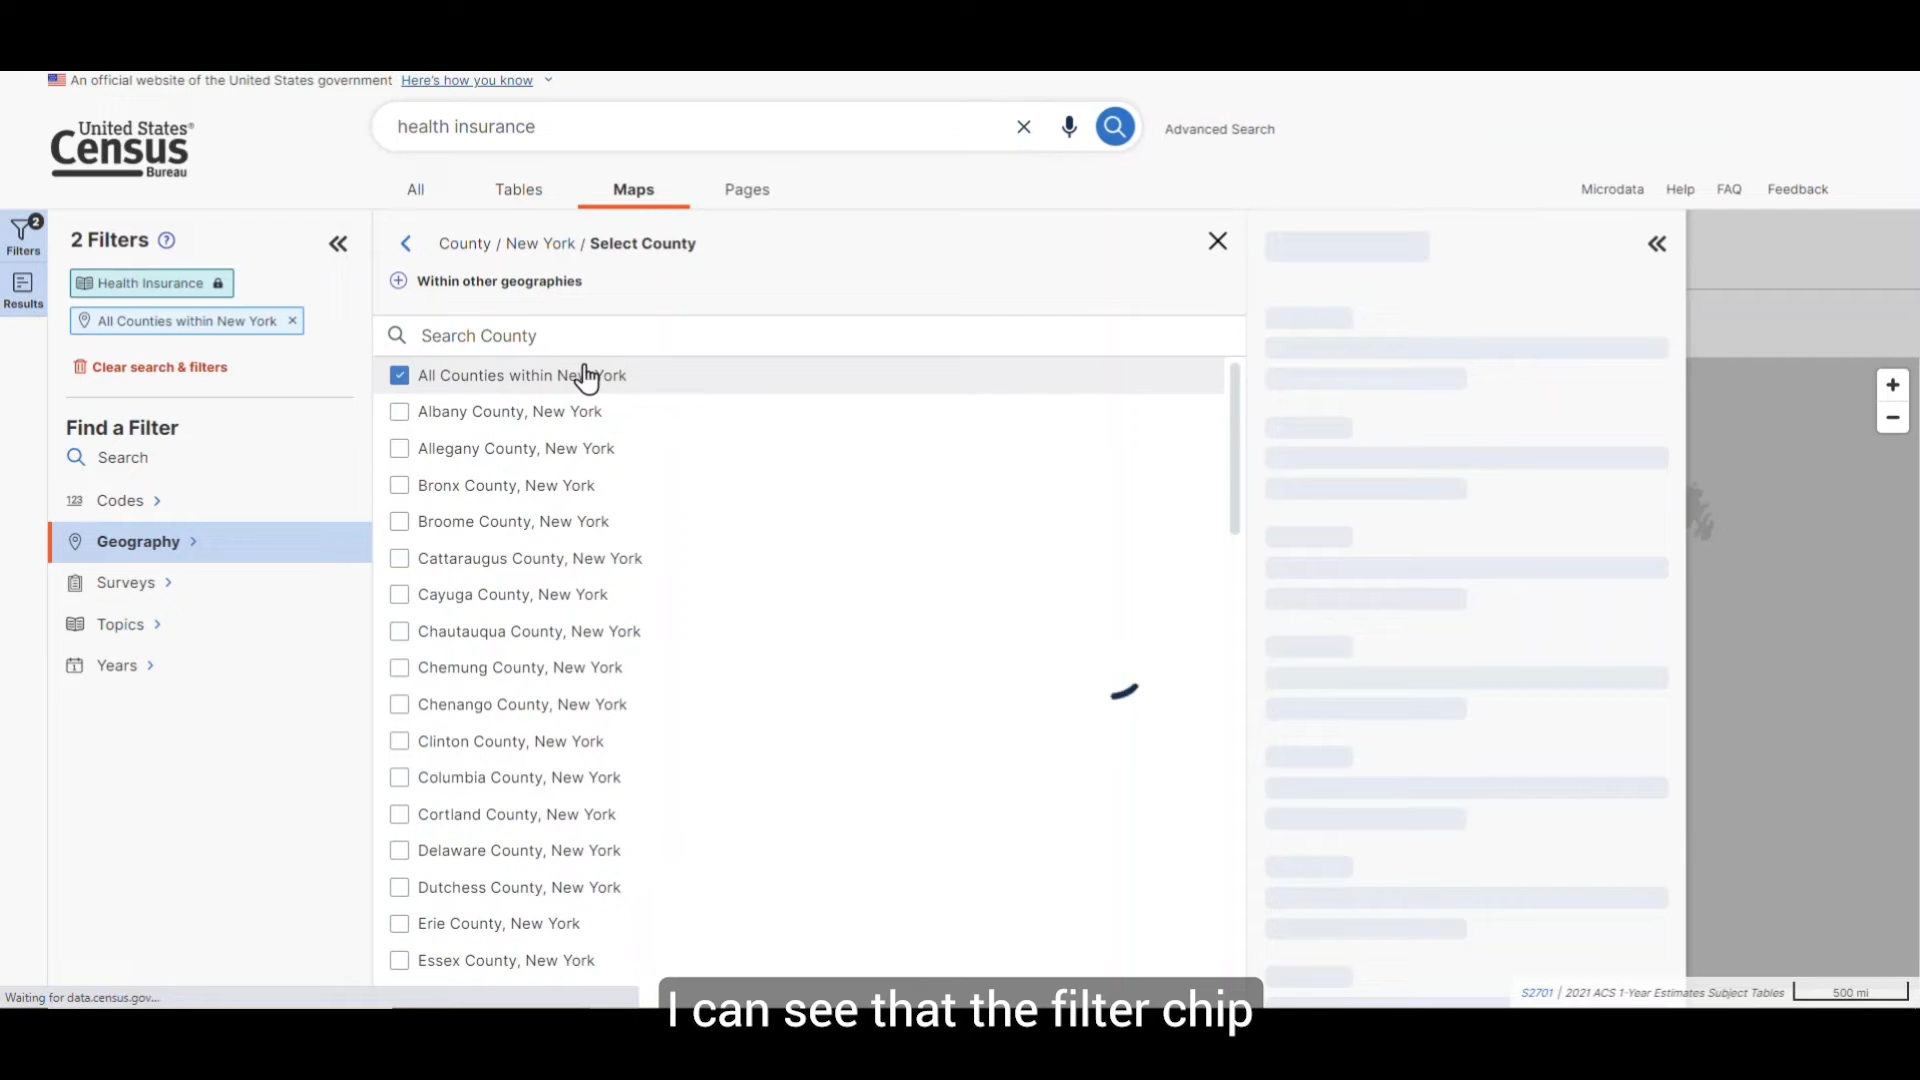 An official website of the United States government Here's how you know
United States®
Census
Bureau
health insurance
Advanced Search
All Tables Maps Pages
Microdata Help FAQ Feedback
2
Filters
Results
2 Filters
Health Insurance
All Counties within New York
Clear search & filters
Find a Filter
Search
123 Codes
Geography
Surveys
Topics
1 Years
County / New York / Select County
Within other geographies
Search County
All Counties within New York
Albany County, New York
Allegany County, New York
Bronx County, New York
Broome County, New York
Cattaraugus County, New York
Cayuga County, New York
Chautauqua County, New York
Chemung County, New York
Chenango County, New York
Clinton County, New York
Columbia County, New York
Cortland County, New York
Delaware County, New York
Dutchess County, New York
Erie County, New York
Essex County, New York
Waiting for data.census.gov...
S2701 | 2021 ACS 1-Year Estimates Subject Tables
500 mi
I can see that the filter chip